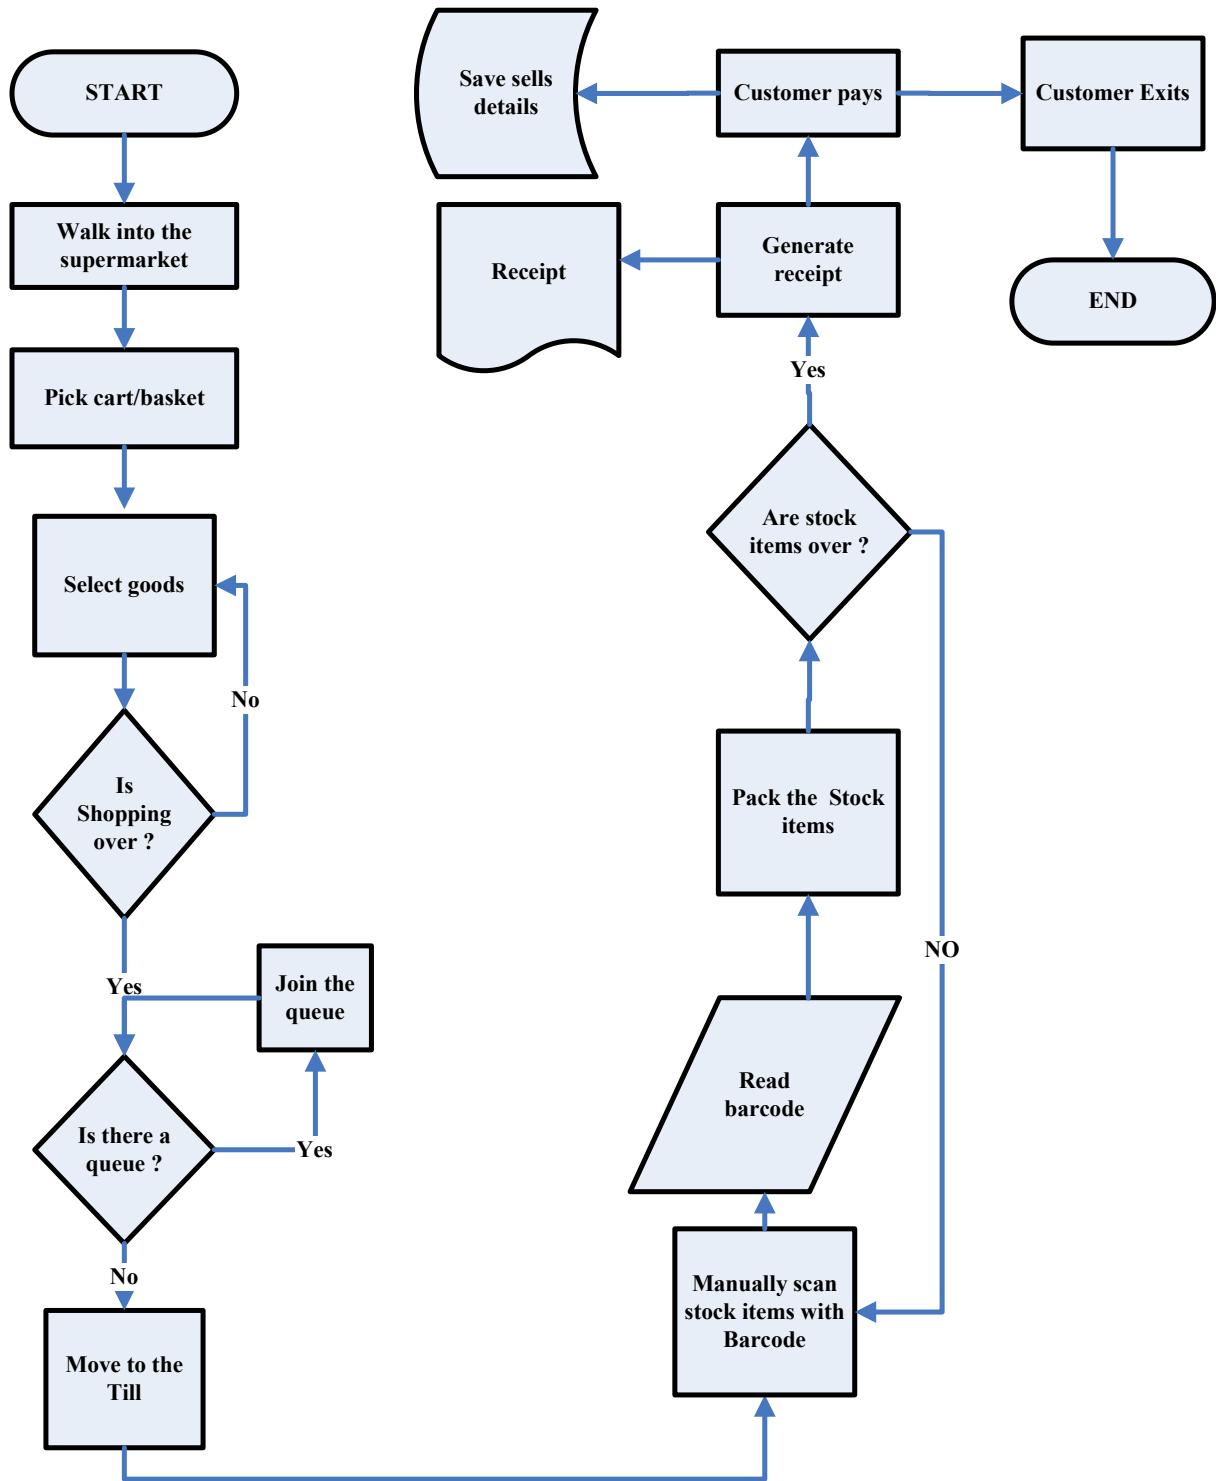 START
Walk into the
supermarket
Pick cart/basket
Select goods
No
Is
Shopping
over ?
Yes
Join the
queue
Is there a
queue ?
Yes
No
Move to the
Till
Manually scan
stock items with
Barcode
Read
barcode
Pack the Stock
items
Are stock
items over ?
NO
Yes
Generate
receipt
Receipt
Customer pays
Save sells
details
Customer Exits
END